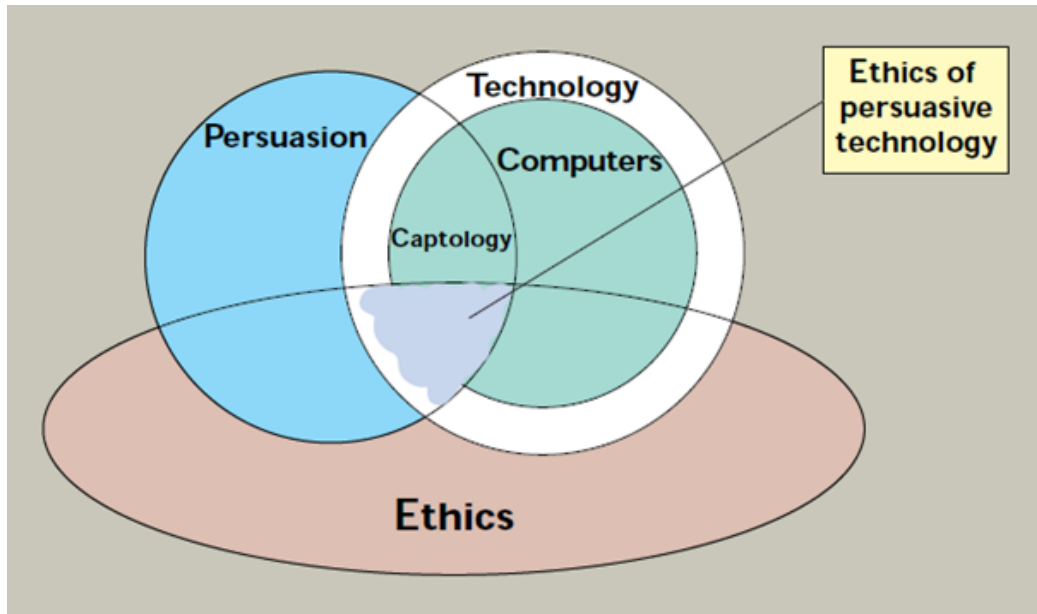 Technology
Ethics of
persuasive
technology
Persuasion
Computers
Captology
Ethics